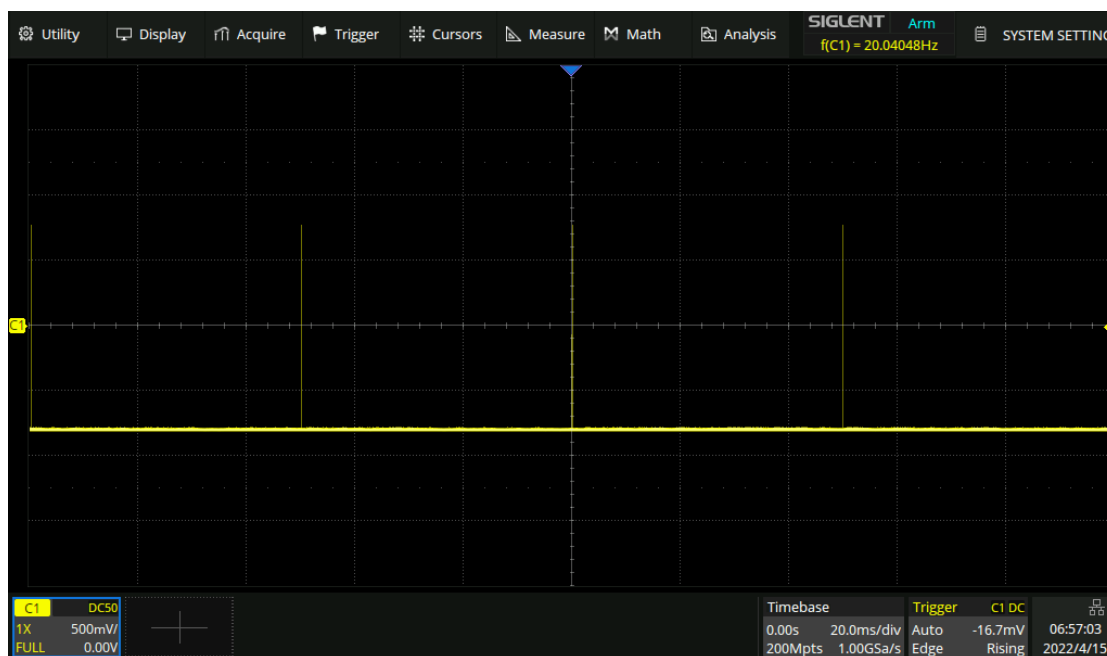 Utility Display Acquire Trigger Cursors Measure Math Analysis SIGLENT Arm SYSTEM SETTING
f(C1) = 20.04048Hz
C1
C1 DC50
1X 500mV/
FULL 0.00V
Timebase
0.00s 20.0ms/div
200Mpts 1.00GSa/s
Trigger C1 DC
Auto -16.7mV
Edge Rising
06:57:03
2022/4/15